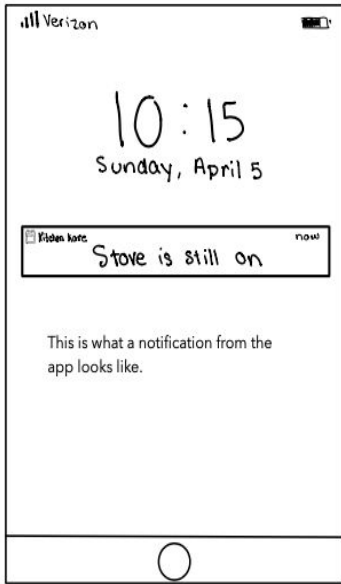 Verizon
10:15
Sunday, April 5
Kitchen now
Stove is still on
This is what a notification from the
app looks like.